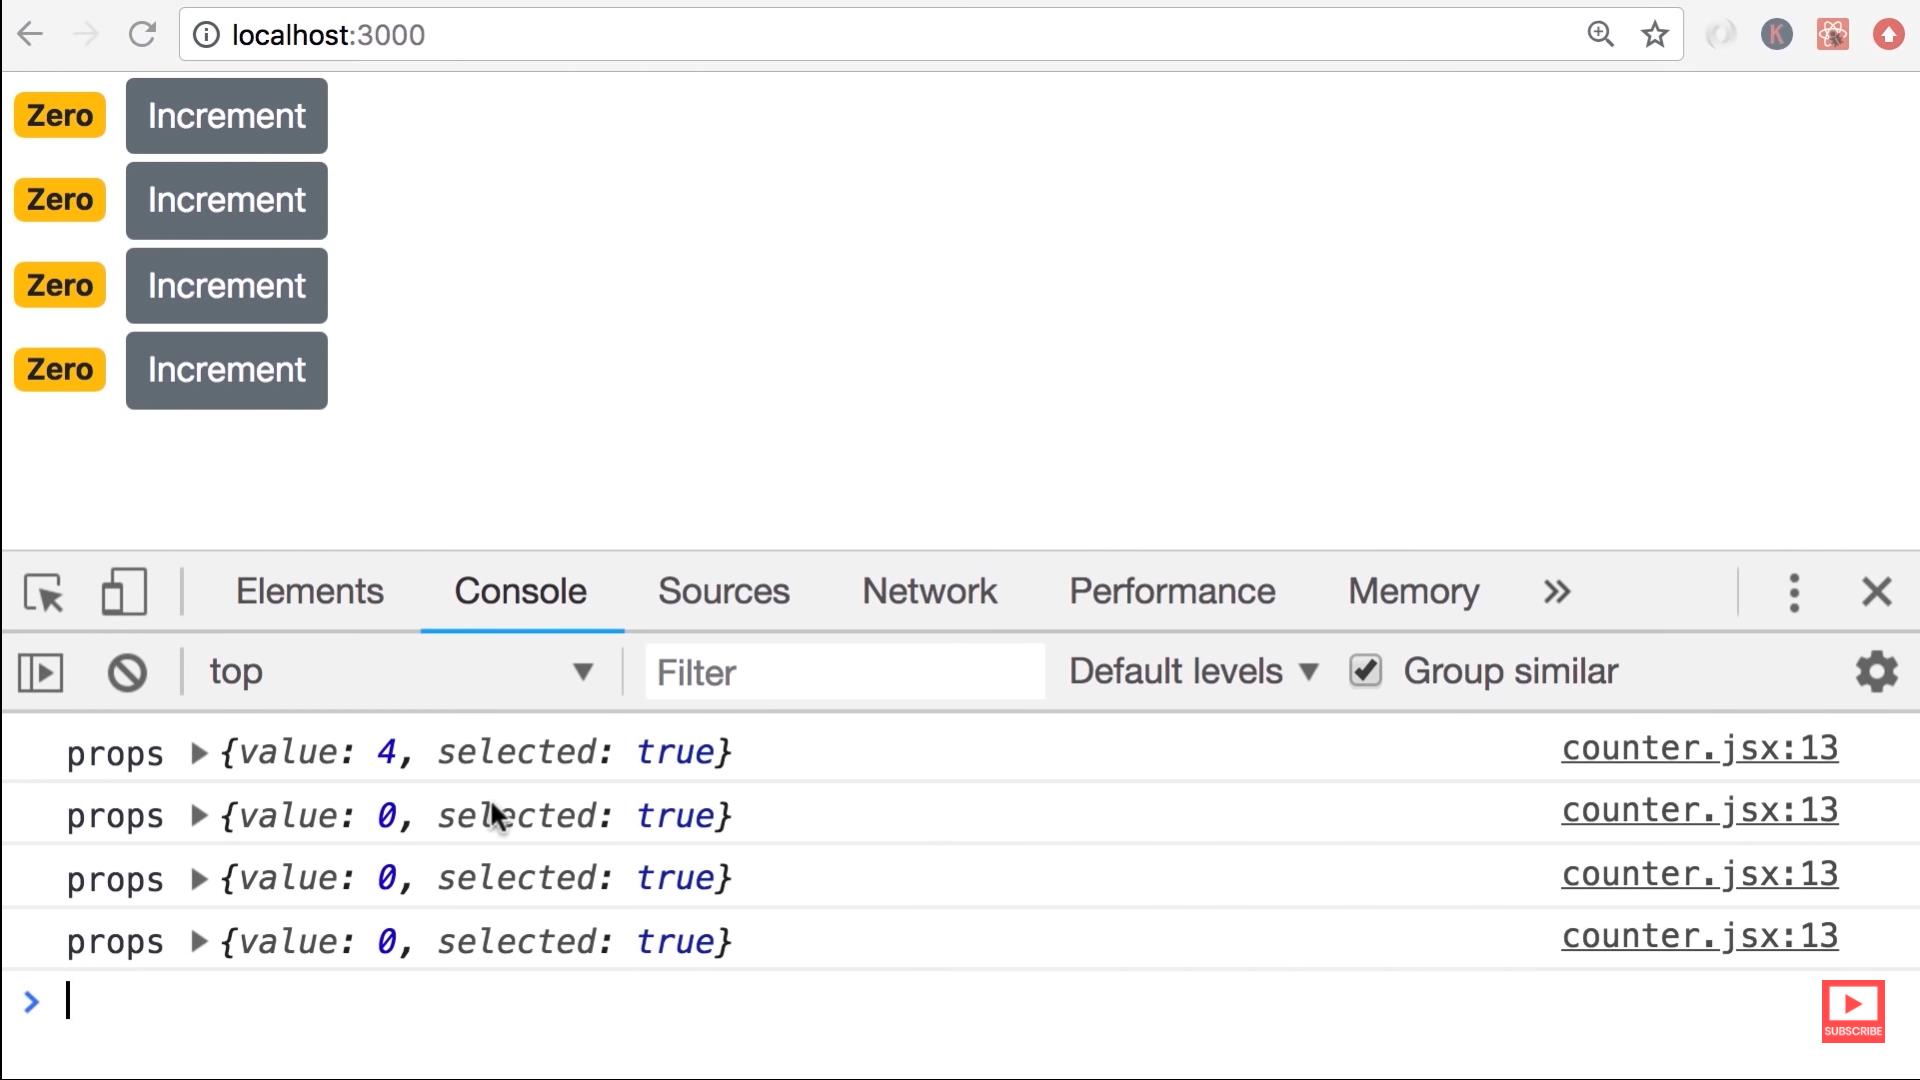 localhost:3000
K
Zero Increment
Zero Increment
Zero Increment
Zero Increment
Elements Console Sources Network Performance Memory »
top Filter Default levels Group similar
props {value: 4, selected: true} counter.jsx:13
props {value: 0, selected: true} counter.jsx:13
props {value: 0, selected: true} counter.jsx:13
props {value: 0, selected: true} counter.jsx:13
>
SUBSCRIBE